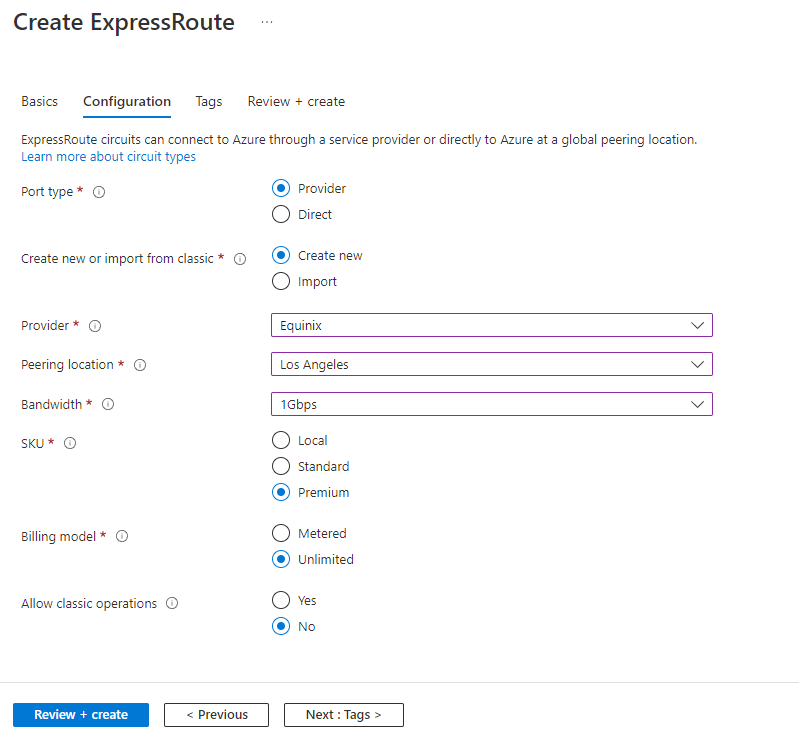 Create ExpressRoute ...
Basics Configuration Tags Review + create
ExpressRoute circuits can connect to Azure through a service provider or directly to Azure at a global peering location.
Learn more about circuit types
Port type * Provider
Direct
Create new or import from classic * Create new
Import
Provider * Equinix
Peering location * Los Angeles
Bandwidth * 1Gbps
SKU * Local
Standard
Premium
Billing model * Metered
Unlimited
Allow classic operations Yes
No
Review + create < Previous Next : Tags >